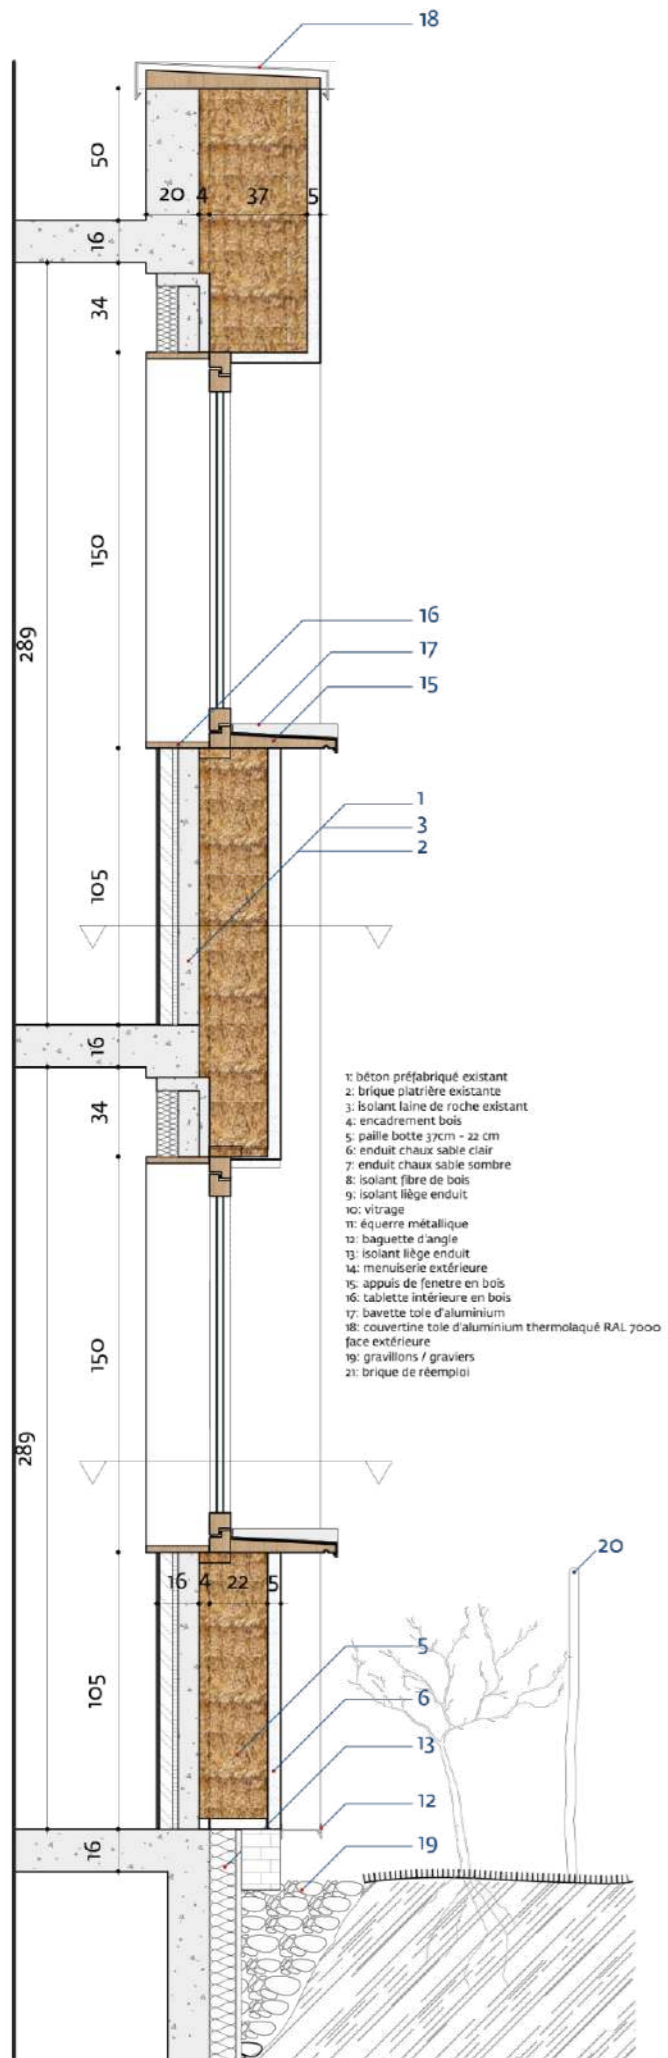 18
50
20 4 37 5
16
34
150
289
16
17
15
1
3
2
105
16
34
1: béton préfabriqué existant
2: brique platrière existante
3: isolant laine de roche existant
4: encadrement bois
5: paille botte 37cm - 22 cm
6: enduit chaux sable clair
7: enduit chaux sable sombre
8: isolant fibre de bois
9: isolant liège enduit
10: vitrage
11: équerre métallique
12: baguette d'angle
13: isolant liège enduit
14: menuiserie extérieure
15: appuis de fenetre en bois
16: tablette intérieure en bois
17: bavette tole d'aluminium
18: couvertine tole d'aluminium thermolaqué RAL 7000
face extérieure
19: gravillons / graviers
21: brique de réemploi
150
289
20
16 4 22 5
5
6
105
13
12
16
19